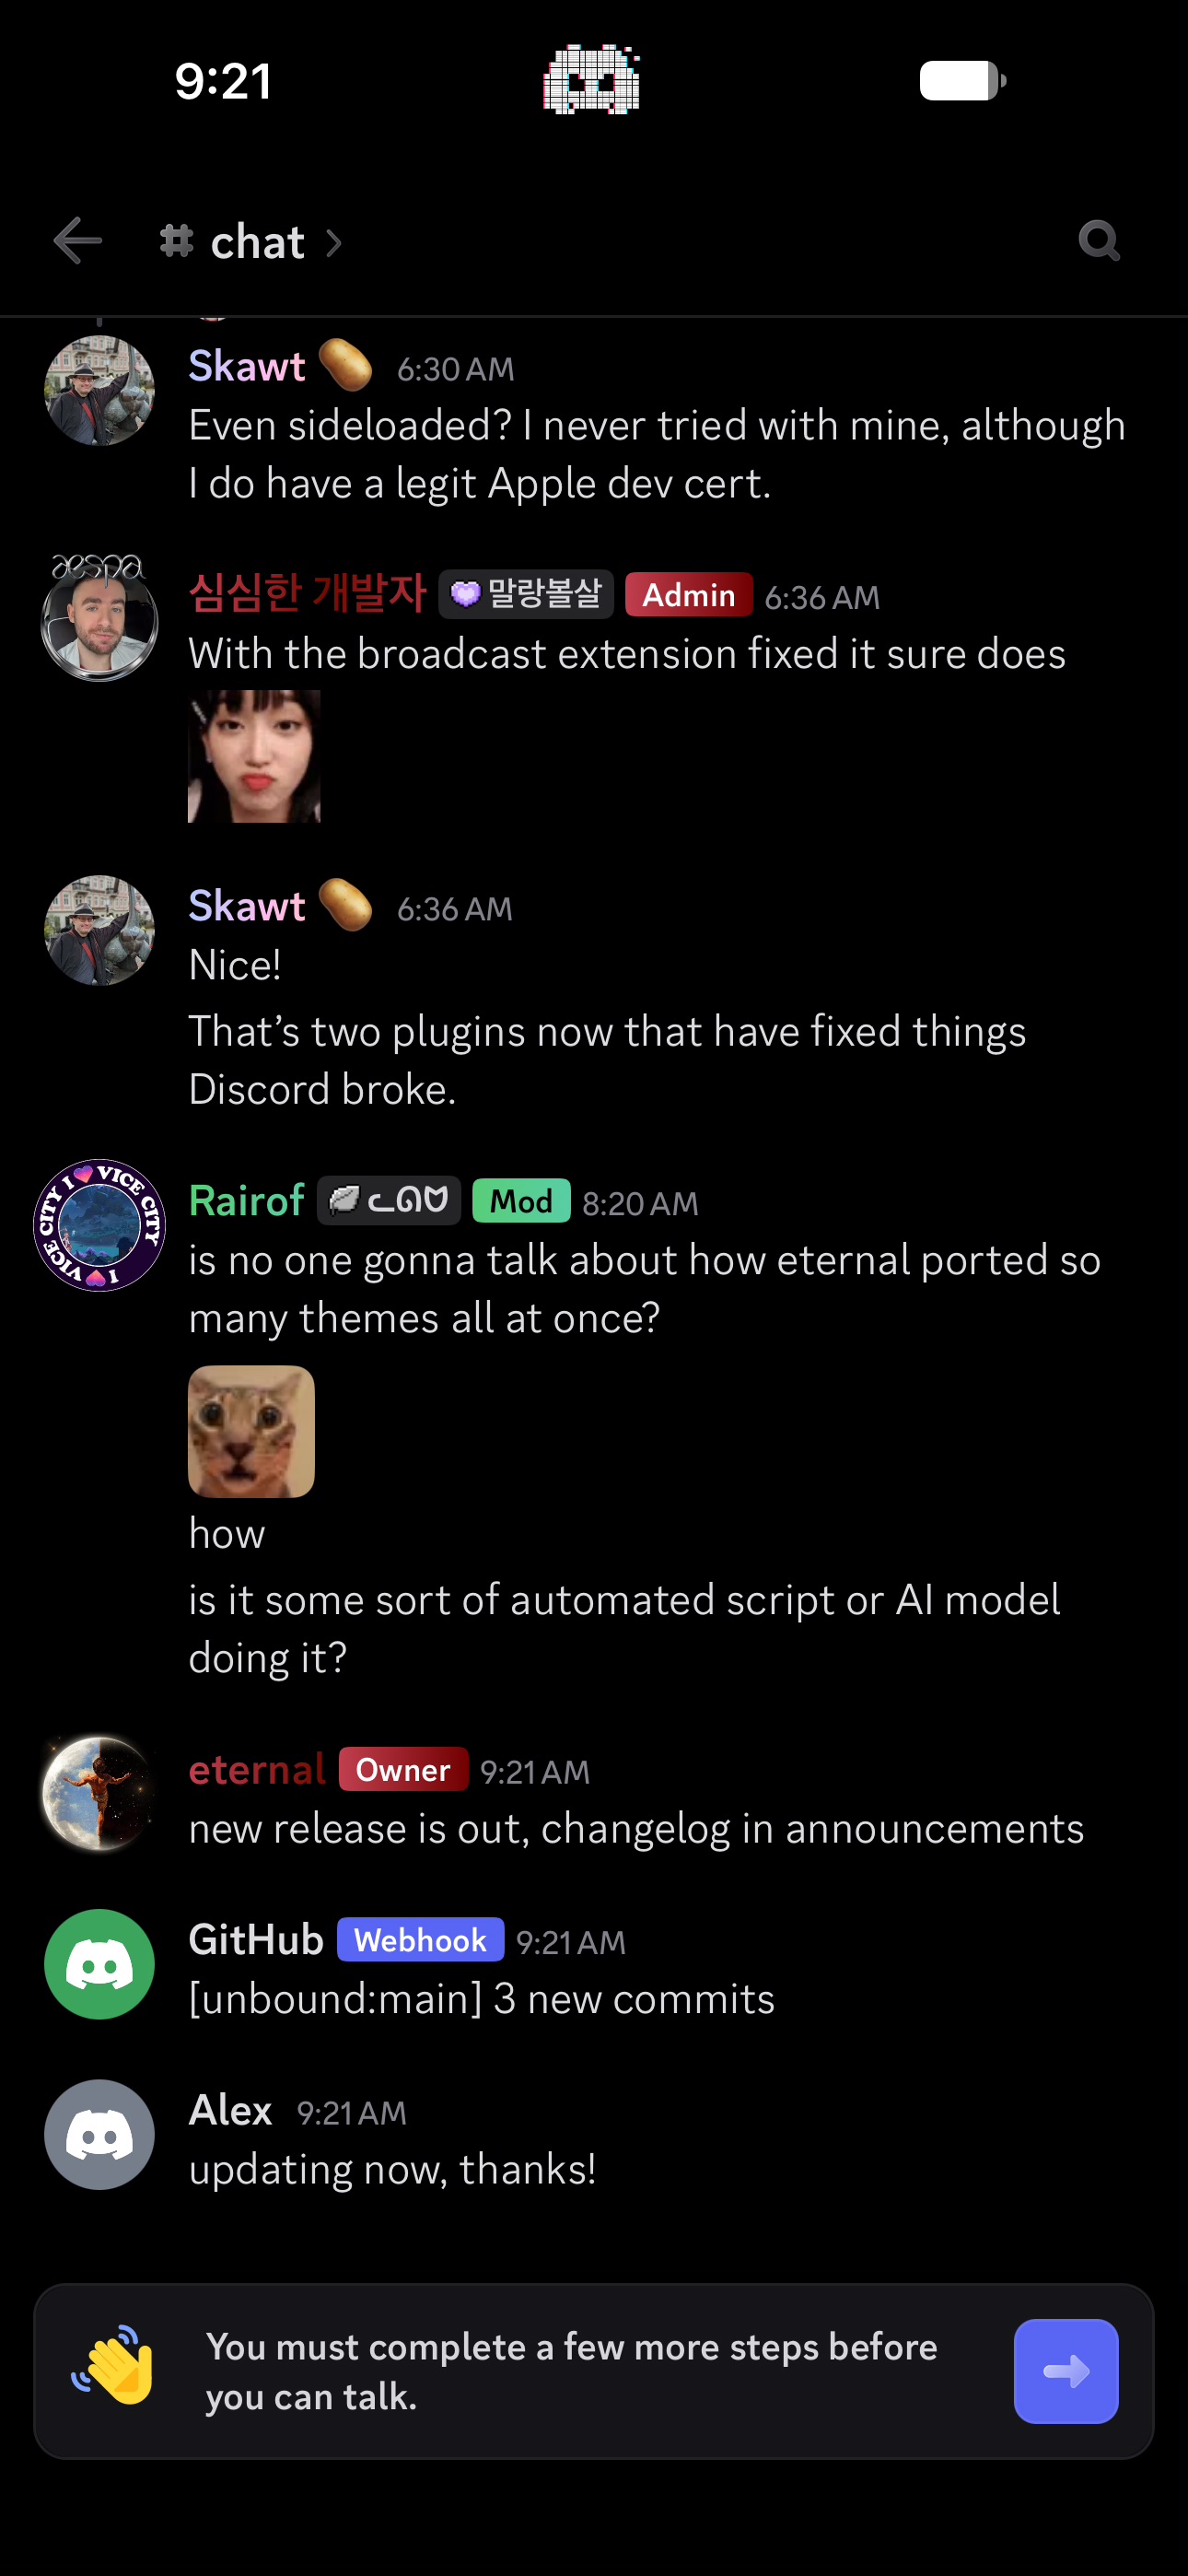 9:21
chat
Skawt 6:30 AM
Even sideloaded? I never tried with mine, although
I do have a legit Apple dev cert.
aespa
심심한 개발자 말랑볼살 Admin 6:36 AM
With the broadcast extension fixed it sure does
Skawt 6:36 AM
Nice!
That’s two plugins now that have fixed things
Discord broke.
I VICE CITY I VICE CITY
Rairof Mod 8:20 AM
is no one gonna talk about how eternal ported so
many themes all at once?
how
is it some sort of automated script or AI model
doing it?
eternal Owner 9:21 AM
new release is out, changelog in announcements
GitHub Webhook 9:21 AM
[unbound:main] 3 new commits
Alex 9:21 AM
updating now, thanks!
You must complete a few more steps before
you can talk.